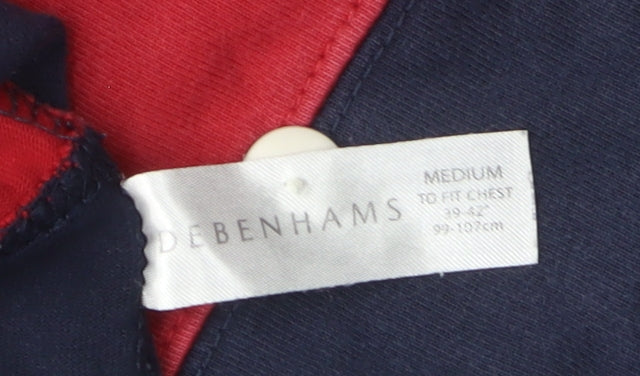 DEBENHAMS
MEDIUM
TO FIT CHEST
39-42"
99-107cm